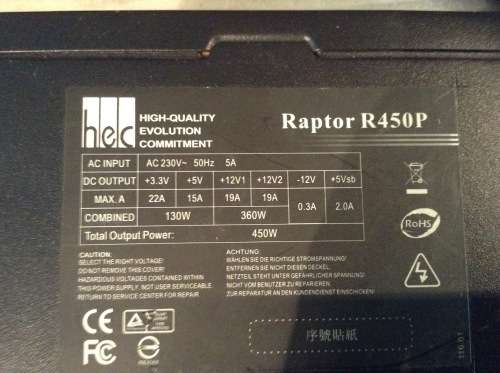 hec
HIGH-QUALITY
EVOLUTION
COMMITMENT
Raptor R450P
AC INPUT AC 230V~ 50Hz 5A
DC OUTPUT +3.3V +5V +12V1 +12V2 -12V +5Vsb
MAX. A 22A 15A 19A 19A 0.3A 2.0A
COMBINED 130W 360W
Total Output Power: 450W
CAUTION
SELECT THE RIGHT VOLTAGE!
DO NOT REMOVE THIS COVER!
HAZARDOUS VOLTAGES CONTAINED WITHIN
THIS POWER SUPPLY. NOT USER SERVICEABLE.
RETURN TO SERVICE CENTER FOR REPAIR.
ACHTUNG
WÄHLEN SIE DIE RICHTIGE STROMSTÄRKE!
ENTFERNEN SIE NICHT DIESEN DECKEL.
NETZTEIL STEHT UNTER GEFÄHRLICHER SPANNUNG!
NICHT VOM BENUTZER ZU REPARIEREN.
ZUR REPARATUR AN DEN KUNDENDIENST EINSCHICKEN!
RoHS
CE
FC
序號貼紙